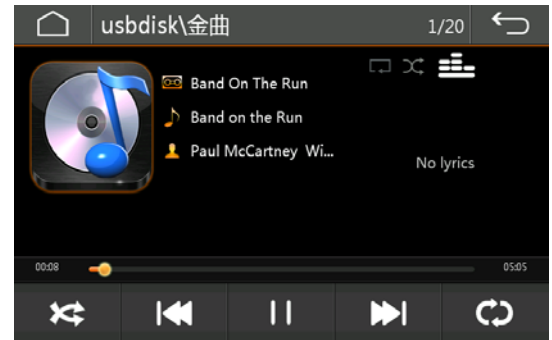 usbdisk\金曲 1/20
Band On The Run
Band on the Run
Paul McCartney Wi...
No lyrics
00:08 05:05